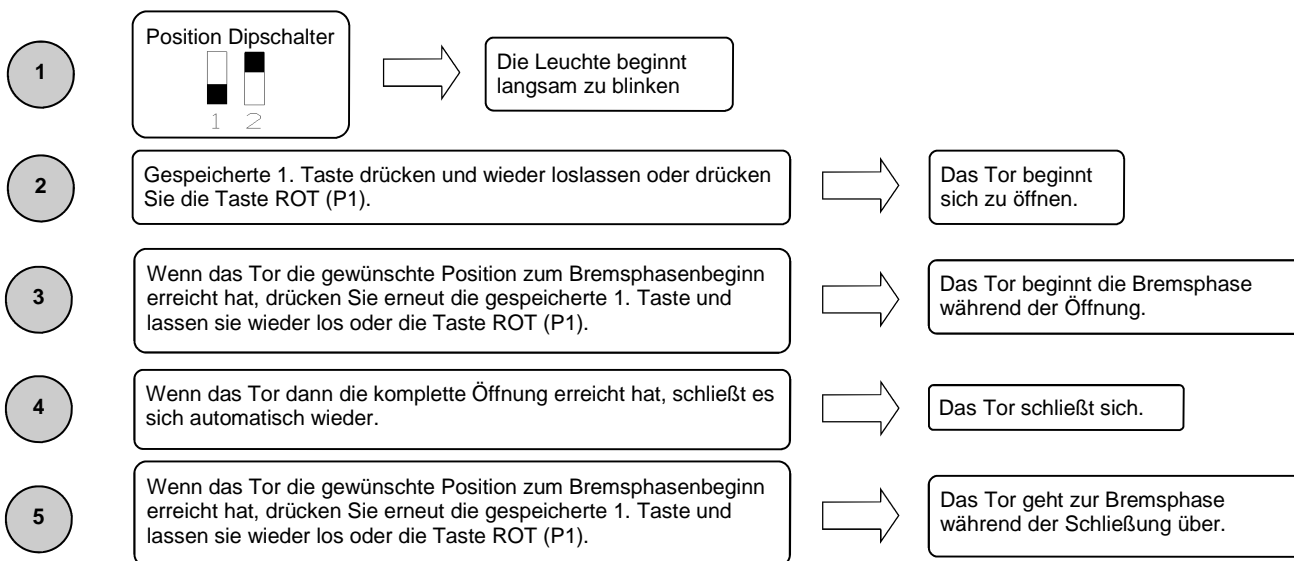 1
Position Dipschalter
1 2
Die Leuchte beginnt
langsam zu blinken
2
Gespeicherte 1. Taste drücken und wieder loslassen oder drücken
Sie die Taste ROT (P1).
Das Tor beginnt
sich zu öffnen.
3
Wenn das Tor die gewünschte Position zum Bremsphasenbeginn
erreicht hat, drücken Sie erneut die gespeicherte 1. Taste und
lassen sie wieder los oder die Taste ROT (P1).
Das Tor beginnt die Bremsphase
während der Öffnung.
4
Wenn das Tor dann die komplette Öffnung erreicht hat, schließt es
sich automatisch wieder.
Das Tor schließt sich.
5
Wenn das Tor die gewünschte Position zum Bremsphasenbeginn
erreicht hat, drücken Sie erneut die gespeicherte 1. Taste und
lassen sie wieder los oder die Taste ROT (P1).
Das Tor geht zur Bremsphase
während der Schließung über.